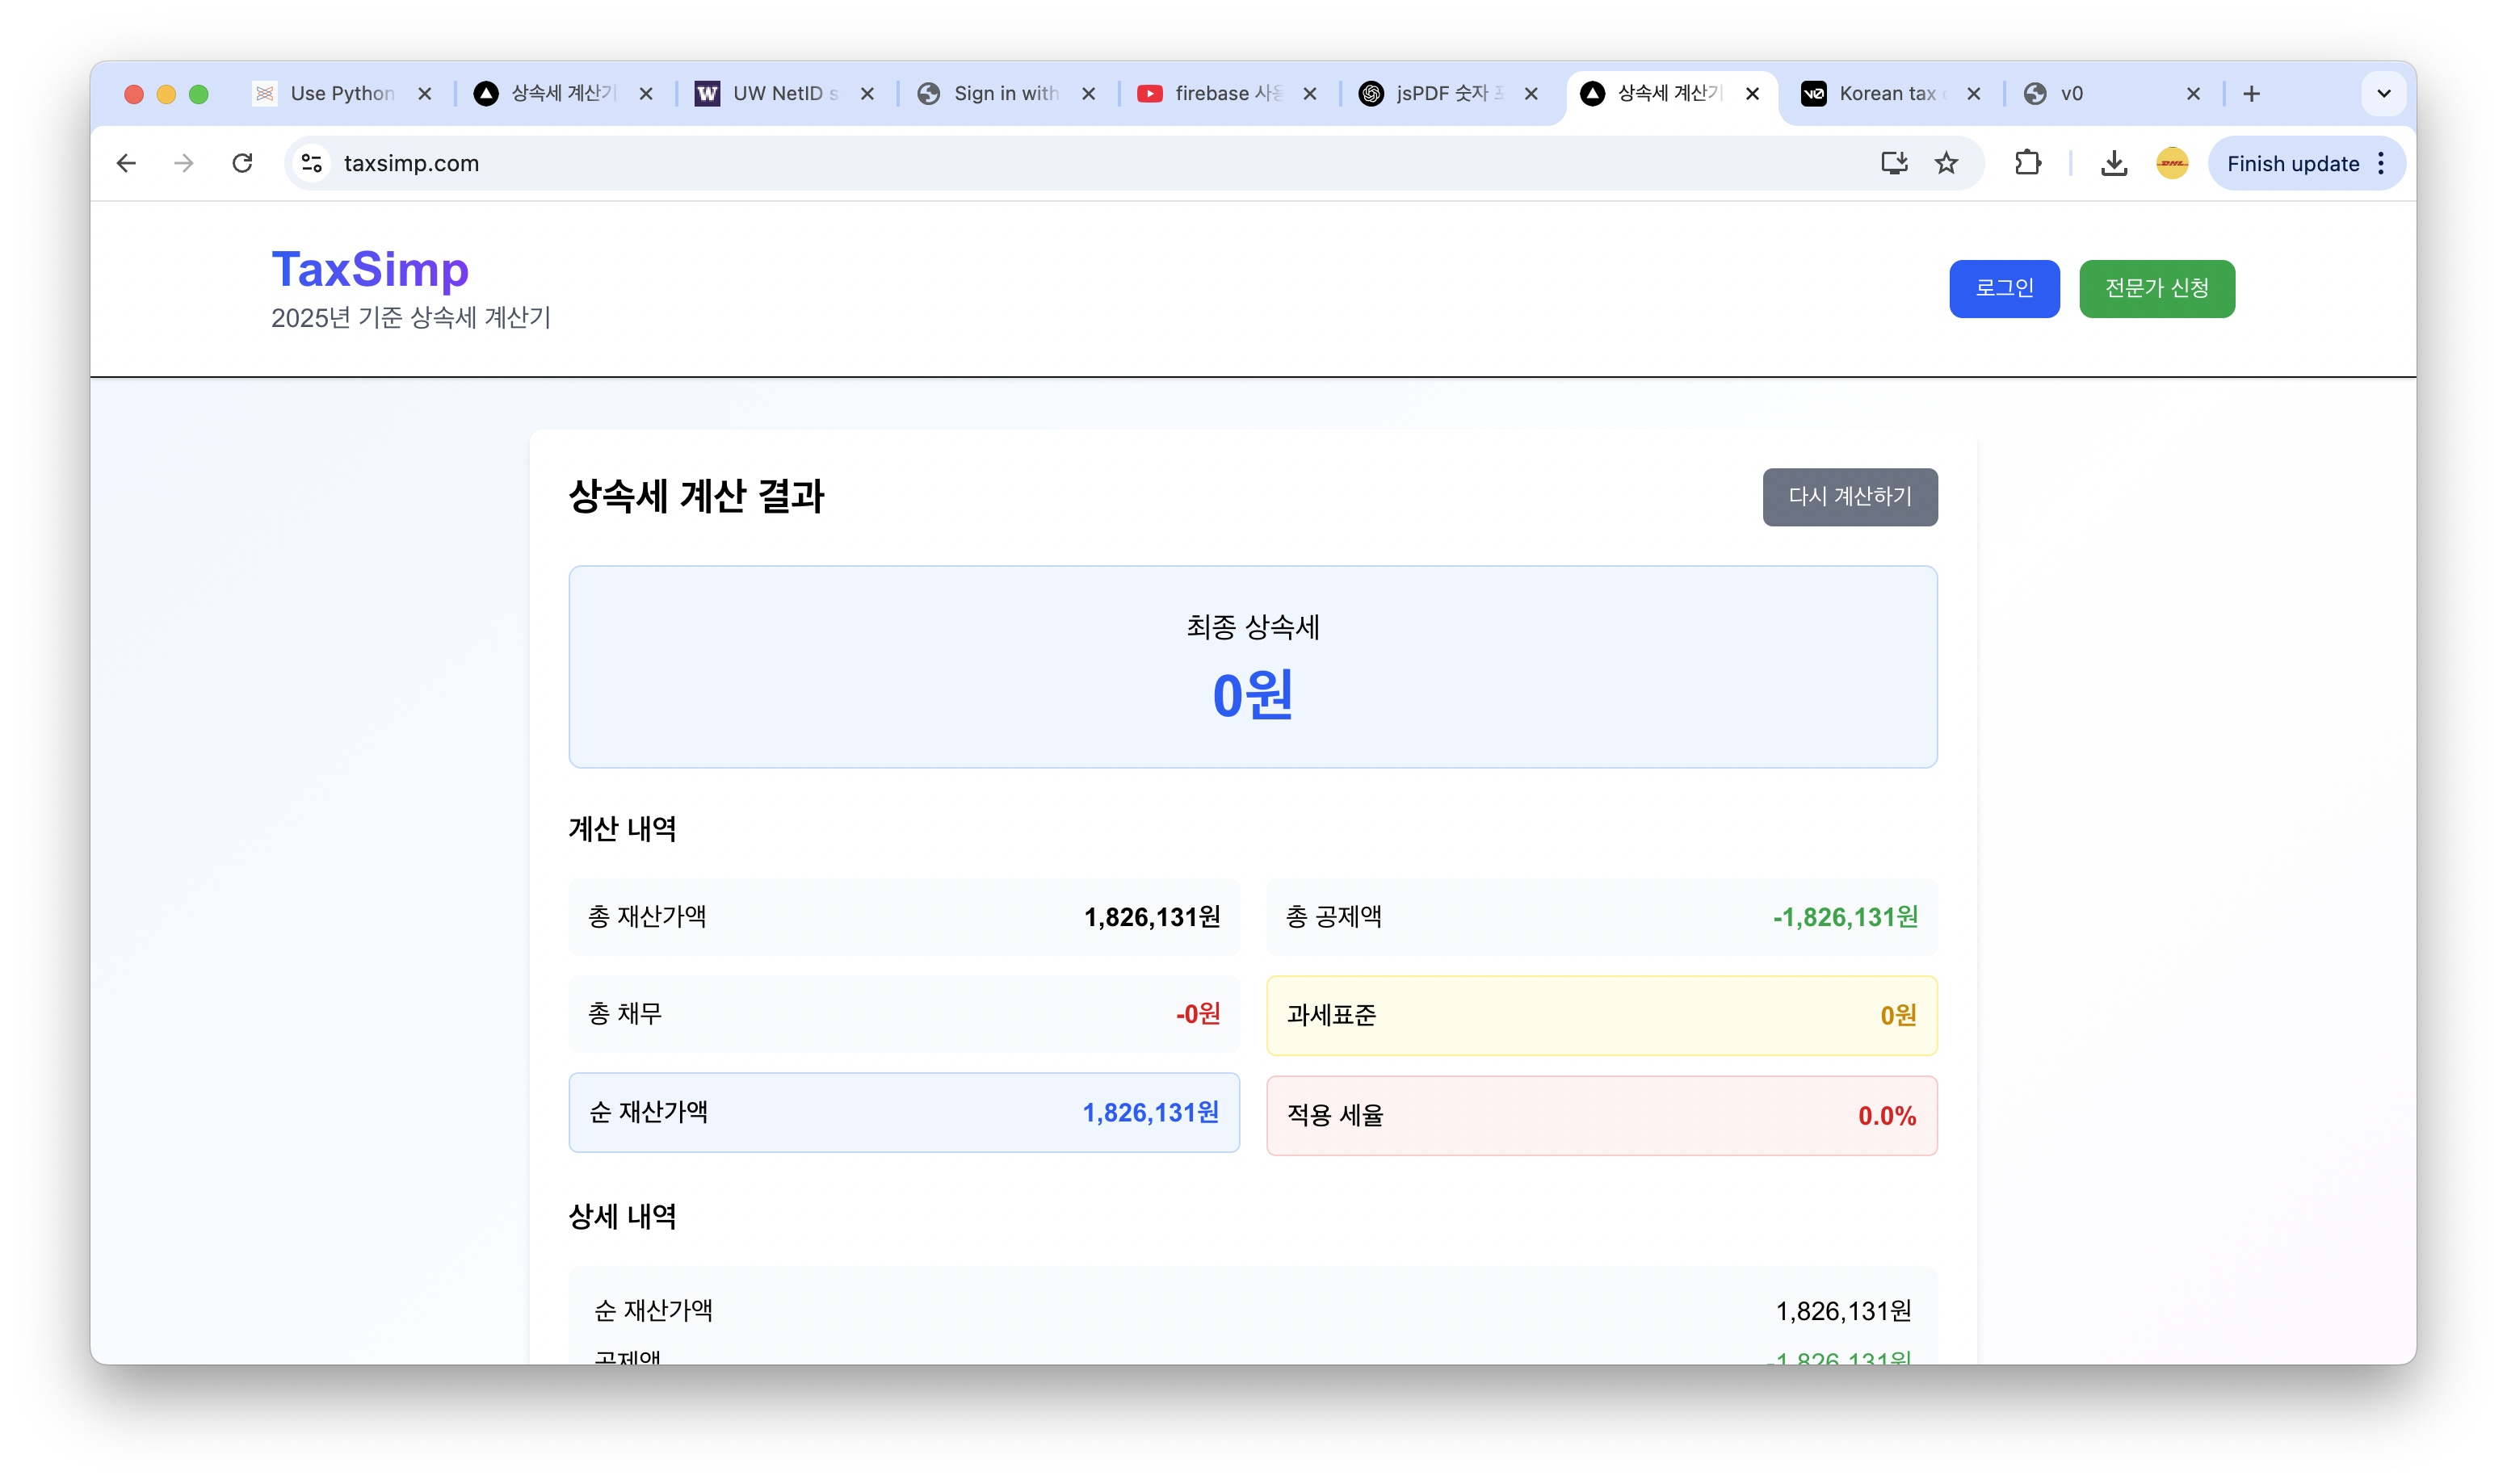 Use Python
상속세 계산기
UW NetID s
Sign in with
firebase 사용
jsPDF 숫자 포
상속세 계산기
Korean tax c
v0
taxsimp.com
Finish update
TaxSimp
2025년 기준 상속세 계산기
로그인
전문가 신청
상속세 계산 결과
다시 계산하기
최종 상속세
0원
계산 내역
총 재산가액 1,826,131원
총 공제액 -1,826,131원
총 채무 -0원
과세표준 0원
순 재산가액 1,826,131원
적용 세율 0.0%
상세 내역
순 재산가액 1,826,131원
공제액 -1,826,131원